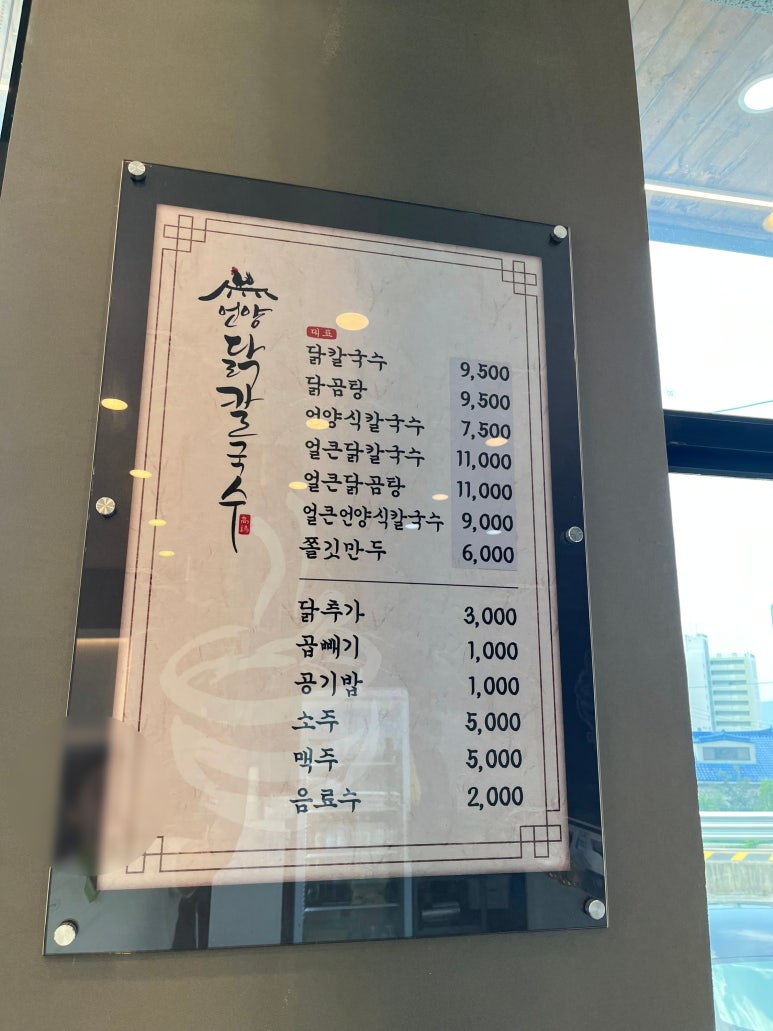 언양
닭칼국수
대표
닭칼국수 9,500
닭곰탕 9,500
언양식칼국수 7,500
얼큰닭칼국수 11,000
얼큰닭곰탕 11,000
얼큰언양식칼국수 9,000
쫄깃만두 6,000
닭추가 3,000
곱빼기 1,000
공기밥 1,000
소주 5,000
맥주 5,000
음료수 2,000